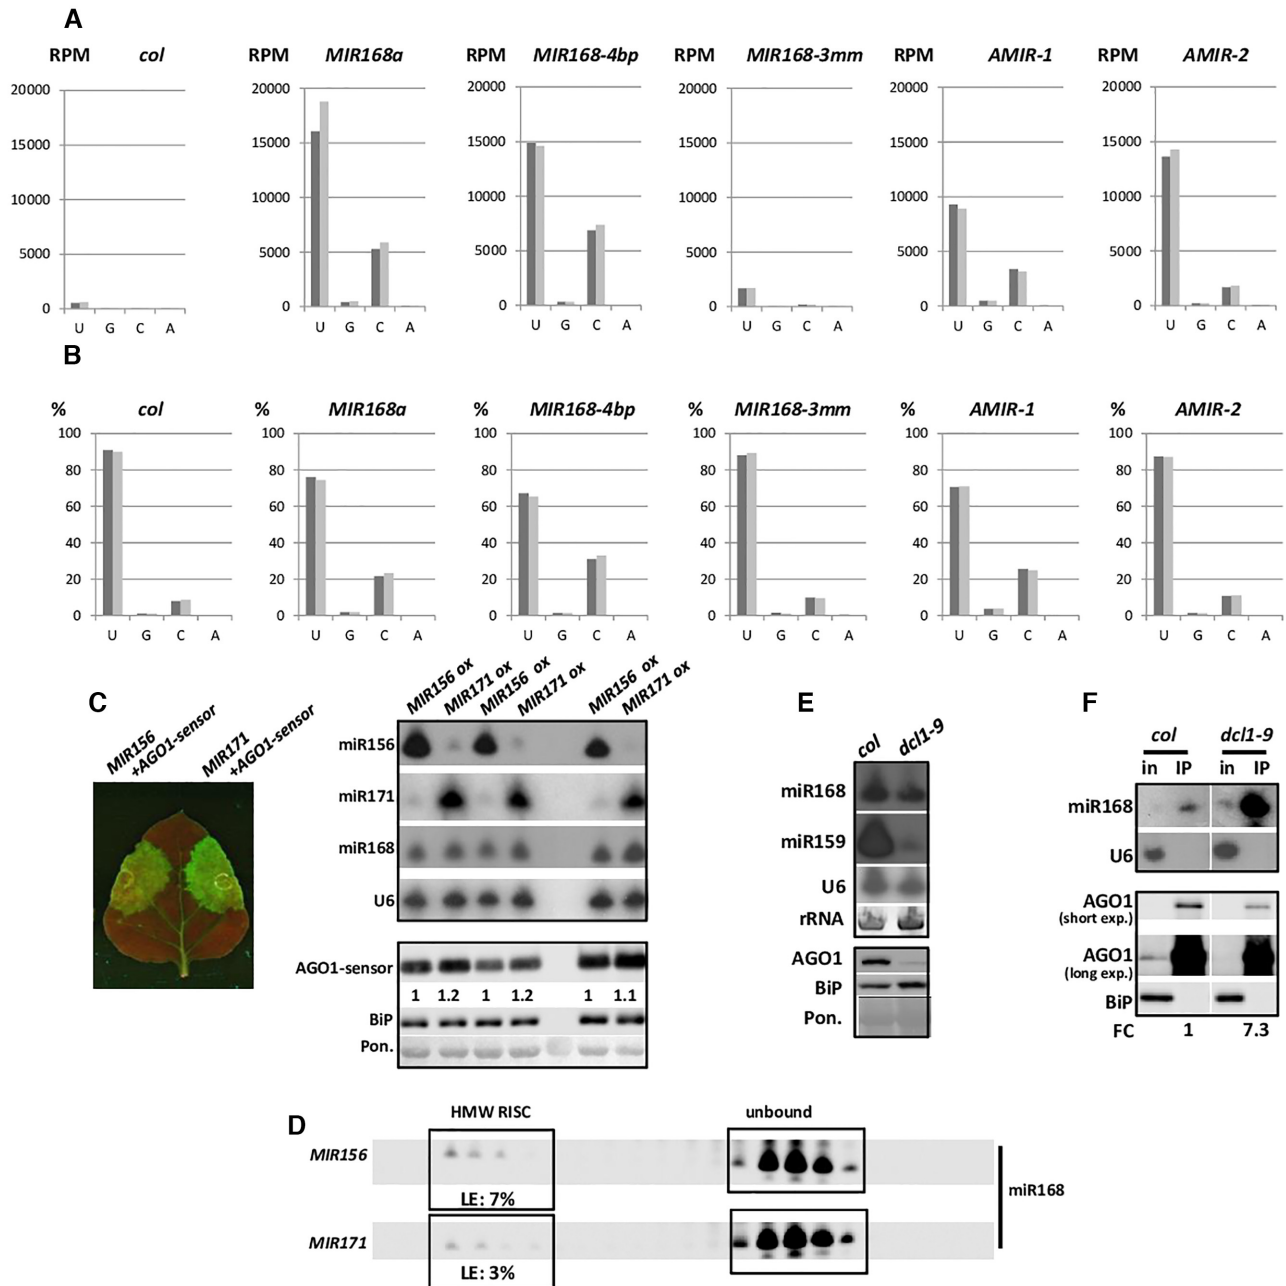 A
RPM col
RPM MIR168a
RPM MIR168-4bp
RPM MIR168-3mm
RPM AMIR-1
RPM AMIR-2
20000
15000
10000
5000
0
U G C A
20000
15000
10000
5000
0
U G C A
20000
15000
10000
5000
0
U G C A
20000
15000
10000
5000
0
U G C A
20000
15000
10000
5000
0
U G C A
20000
15000
10000
5000
0
U G C A
B
% col
% MIR168a
% MIR168-4bp
% MIR168-3mm
% AMIR-1
% AMIR-2
100
80
60
40
20
0
U G C A
100
80
60
40
20
0
U G C A
100
80
60
40
20
0
U G C A
100
80
60
40
20
0
U G C A
100
80
60
40
20
0
U G C A
100
80
60
40
20
0
U G C A
C
MIR156
+AGO1-sensor
MIR171
+AGO1-sensor
MIR156 ox
MIR171 ox
MIR156 ox
MIR171 ox
MIR156 ox
MIR171 ox
miR156
miR171
miR168
U6
AGO1-sensor
1 1.2 1 1.2 1 1.1
BiP
Pon.
E
col dcl1-9
miR168
miR159
U6
rRNA
AGO1
BiP
Pon.
F
col dcl1-9
in IP in IP
miR168
U6
AGO1
(short exp.)
AGO1
(long exp.)
BiP
FC 1 7.3
D
HMW RISC unbound
MIR156
LE: 7%
miR168
MIR171
LE: 3%